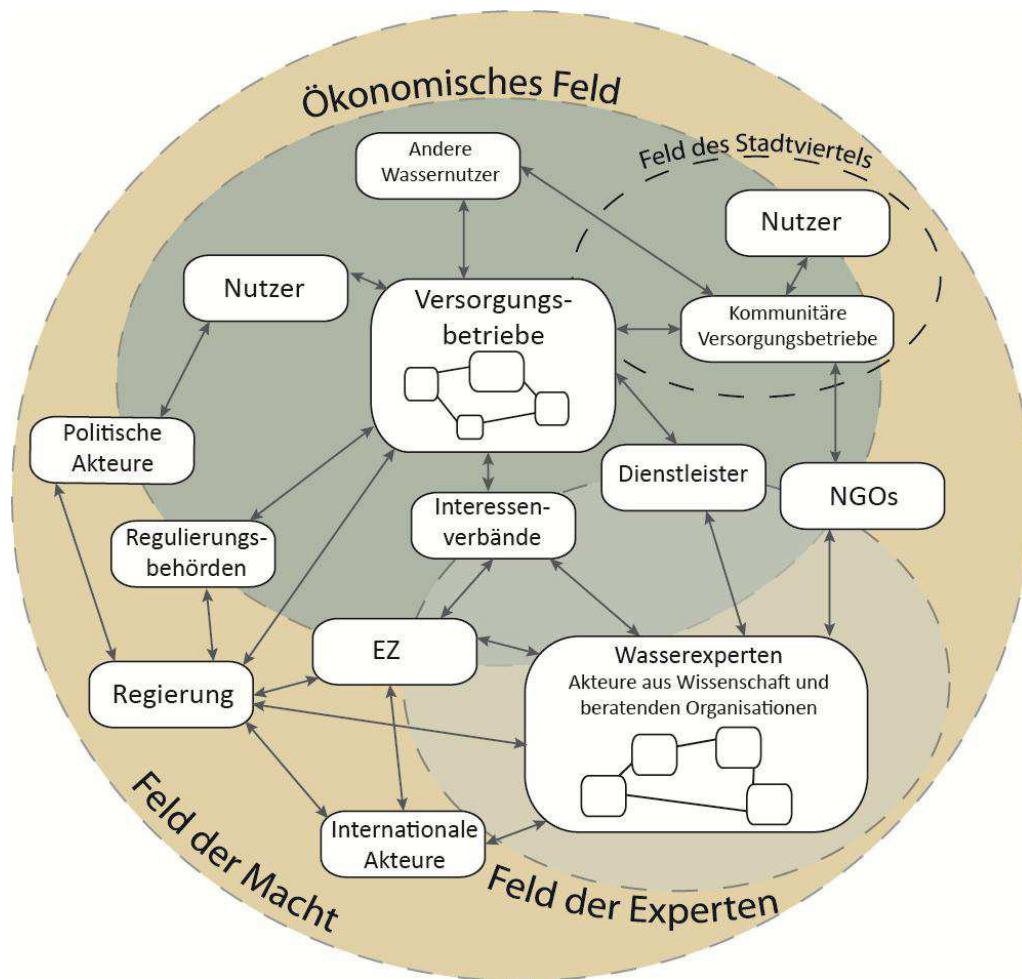 Ökonomisches Feld
Feld des Stadtviertels
Andere
Wassernutzer
Nutzer
Nutzer
Versorgungs-
betriebe
Kommunitäre
Versorgungsbetriebe
Politische
Akteure
Dienstleister
NGOs
Interessen-
verbände
Regulierungs-
behörden
EZ
Wasserexperten
Akteure aus Wissenschaft und
beratenden Organisationen
Regierung
Internationale
Akteure
Feld der Macht
Feld der Experten